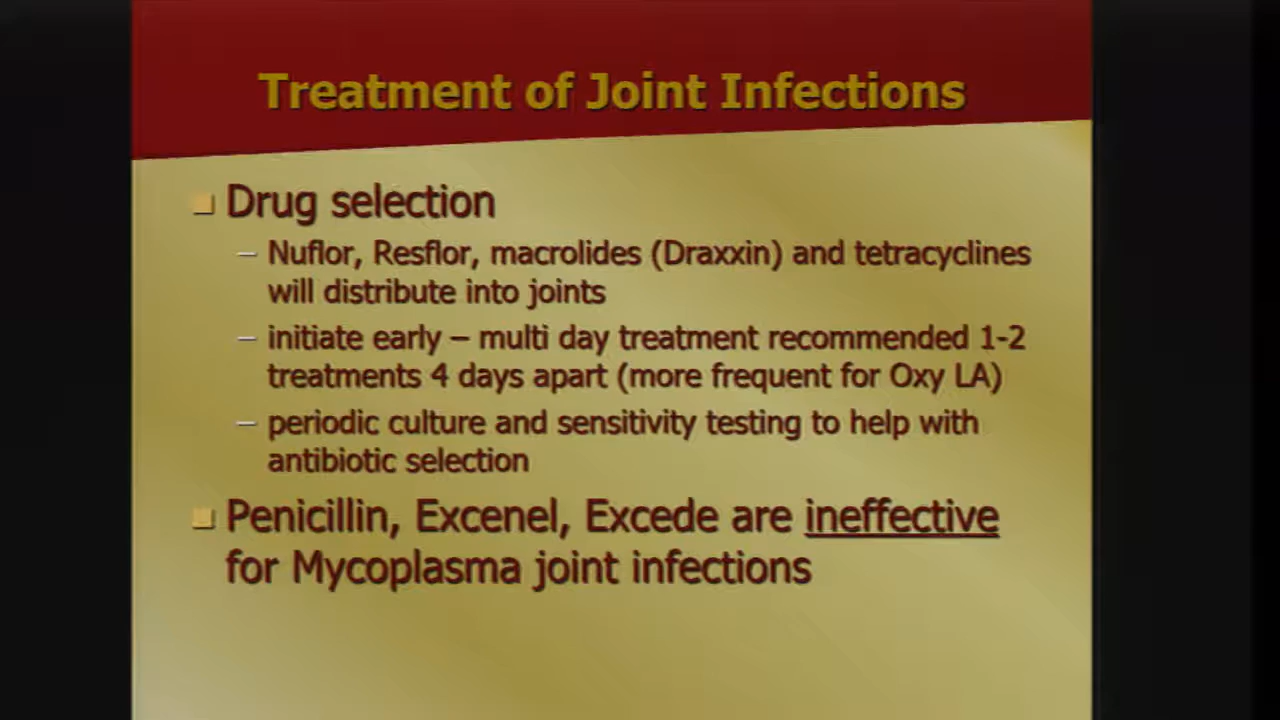 Treatment of Joint Infections
Drug selection
– Nuflor, Resflor, macrolides (Draxxin) and tetracyclines
will distribute into joints
– initiate early – multi day treatment recommended 1-2
treatments 4 days apart (more frequent for Oxy LA)
– periodic culture and sensitivity testing to help with
antibiotic selection
Penicillin, Excenel, Excede are ineffective
for Mycoplasma joint infections